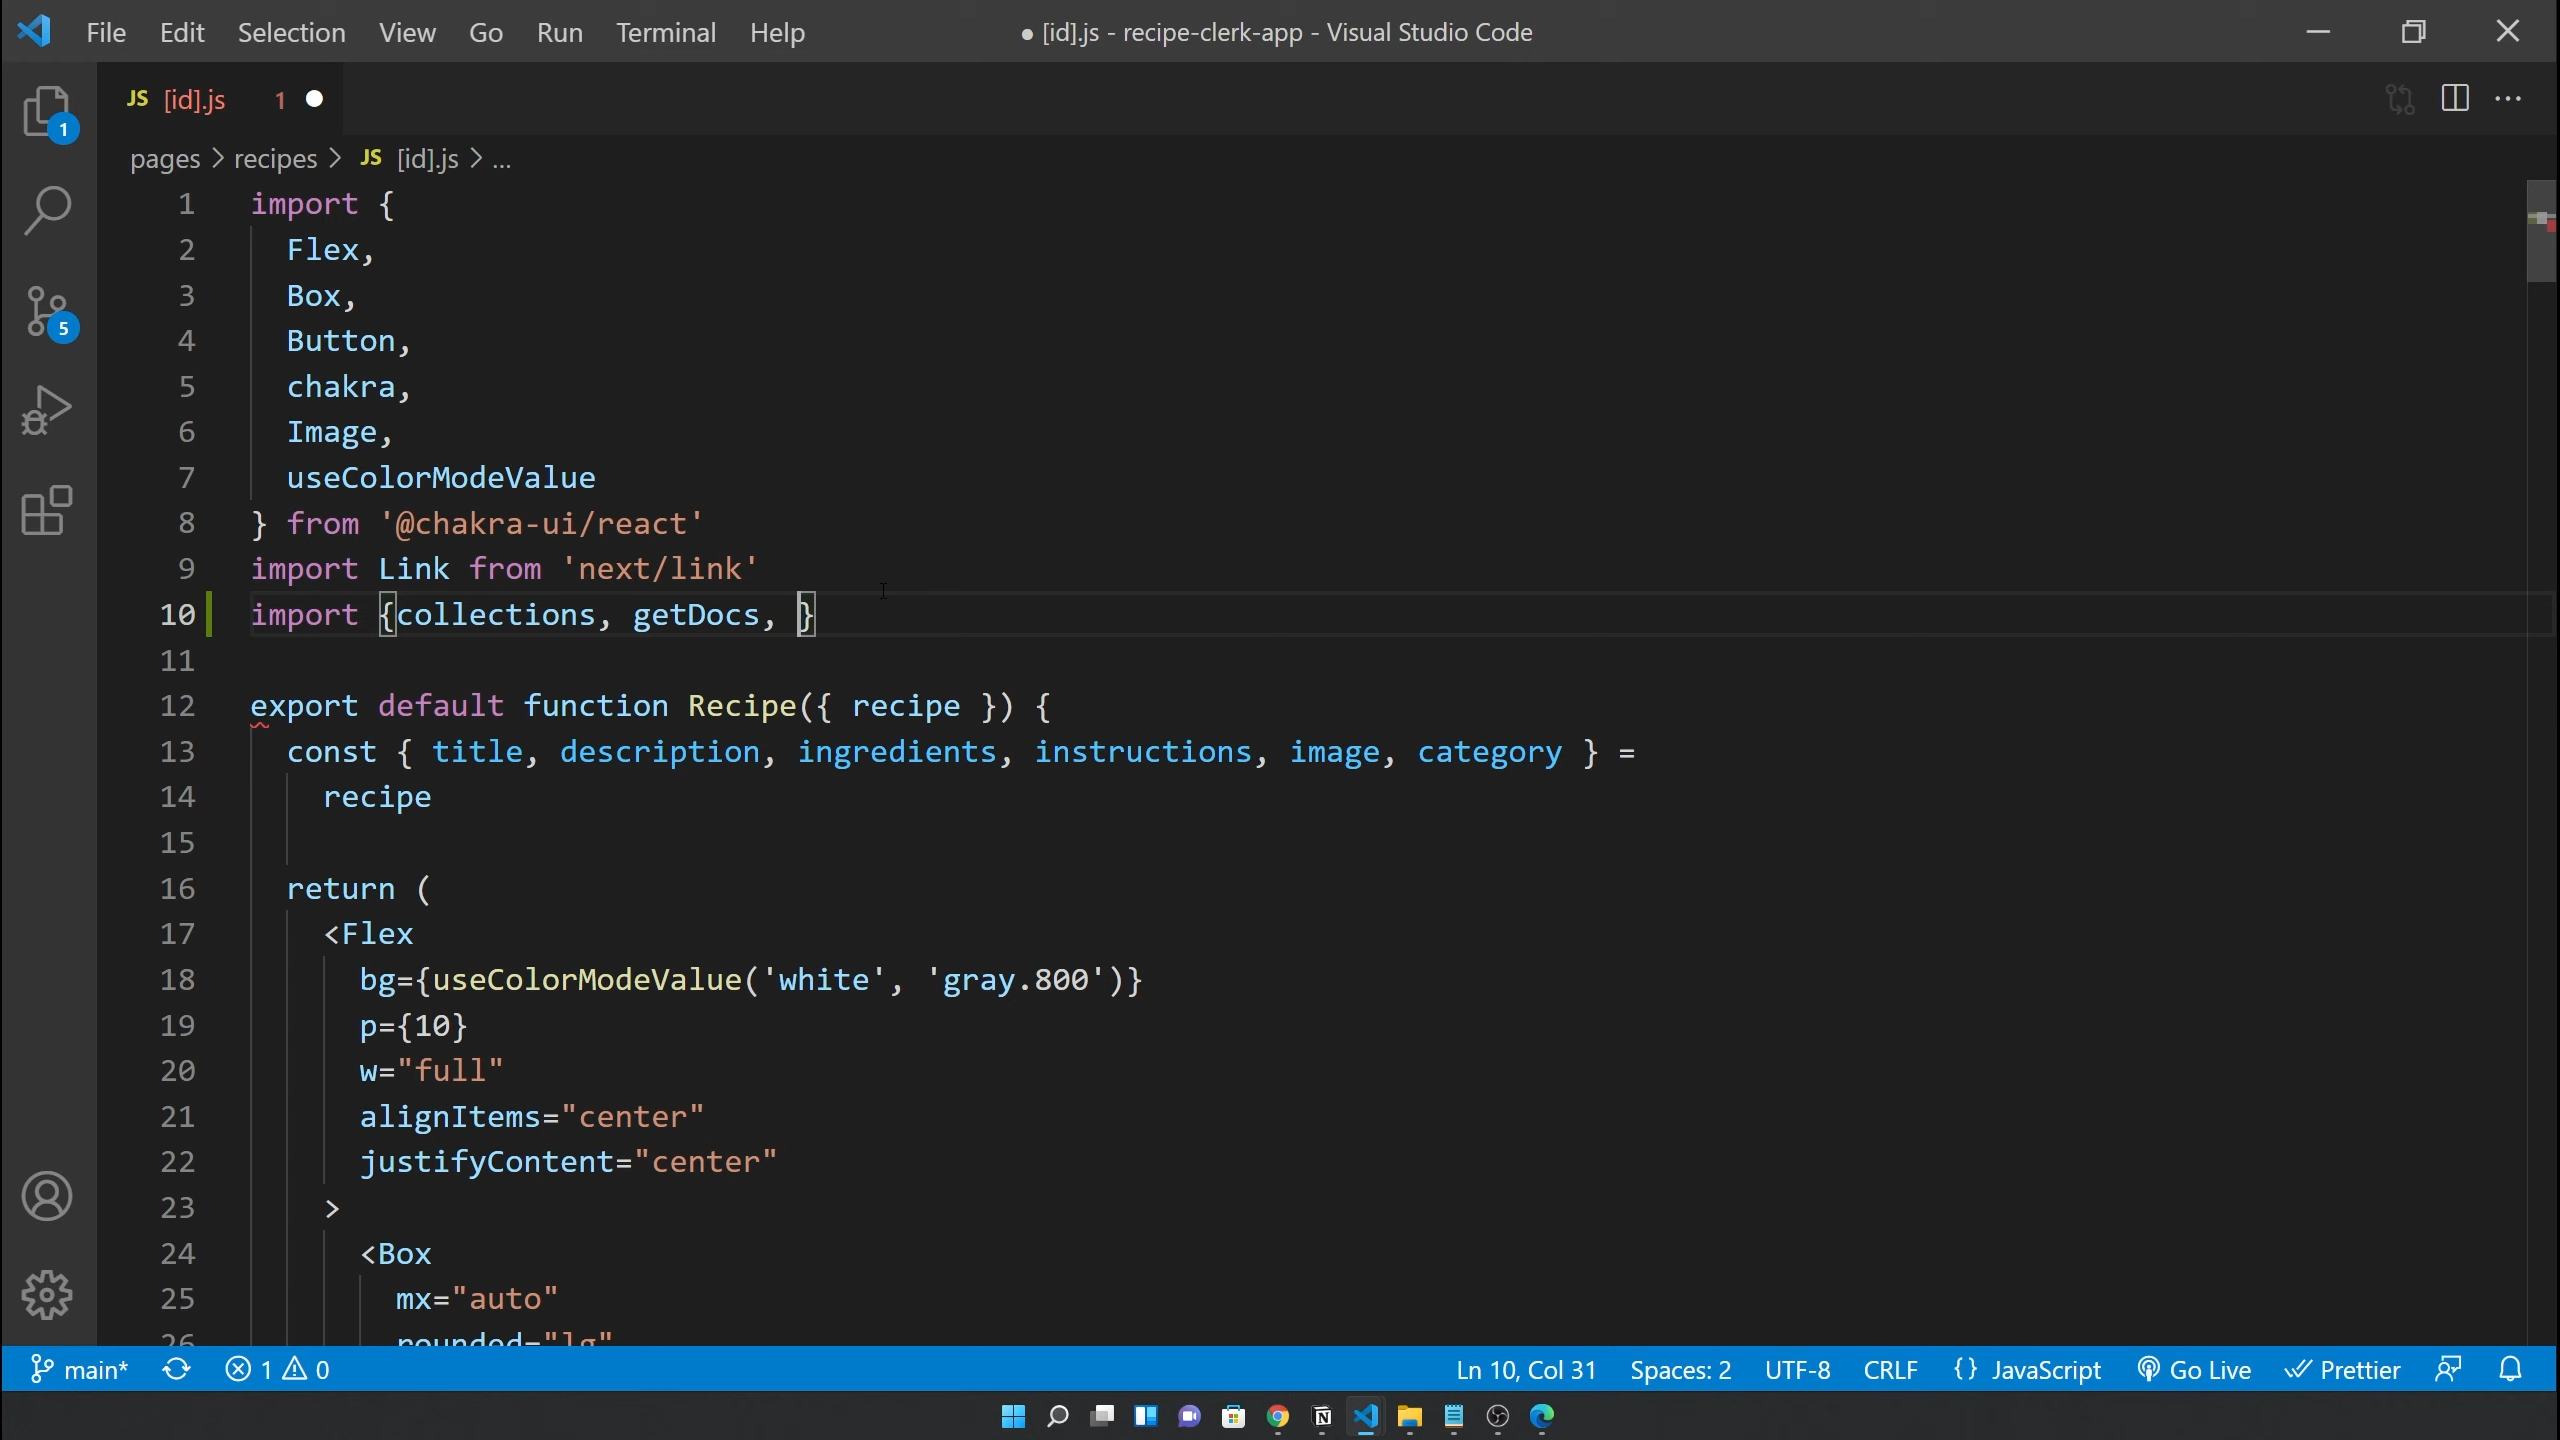 File Edit Selection View Go Run Terminal Help ● [id].js - recipe-clerk-app - Visual Studio Code
JS [id].js 1 ●
pages > recipes > JS [id].js > ...
1 import {
2 Flex,
3 Box,
4 Button,
5 chakra,
6 Image,
7 useColorModeValue
8 } from '@chakra-ui/react'
9 import Link from 'next/link'
10 import {collections, getDocs, }
11
12 export default function Recipe({ recipe }) {
13 const { title, description, ingredients, instructions, image, category } =
14 recipe
15
16 return (
17 <Flex
18 bg={useColorModeValue('white', 'gray.800')}
19 p={10}
20 w="full"
21 alignItems="center"
22 justifyContent="center"
23 >
24 <Box
25 mx="auto"
26 rounded="lg"
1
5
main* 1 0 Ln 10, Col 31 Spaces: 2 UTF-8 CRLF {} JavaScript Go Live Prettier